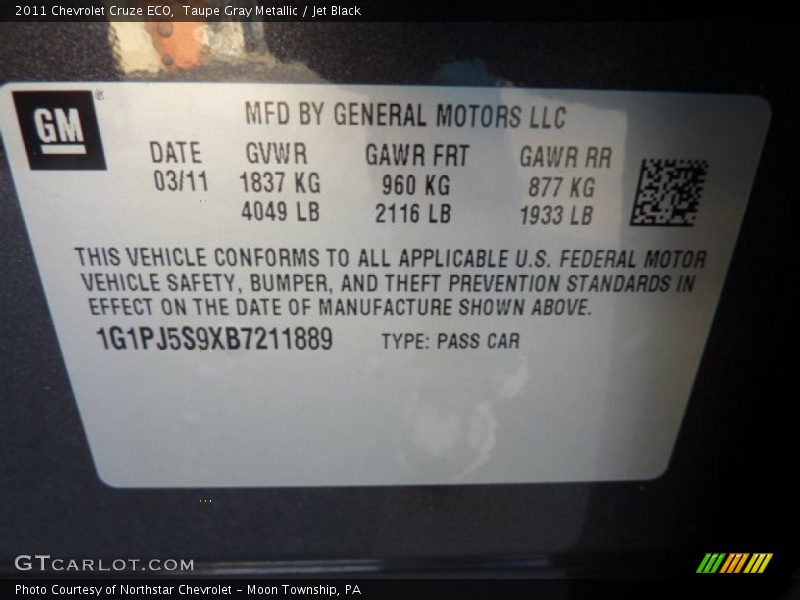 2011 Chevrolet Cruze ECO, Taupe Gray Metallic / Jet Black
GM
MFD BY GENERAL MOTORS LLC
DATE GVWR GAWR FRT GAWR RR
03/11 1837 KG 960 KG 877 KG
4049 LB 2116 LB 1933 LB
THIS VEHICLE CONFORMS TO ALL APPLICABLE U.S. FEDERAL MOTOR
VEHICLE SAFETY, BUMPER, AND THEFT PREVENTION STANDARDS IN
EFFECT ON THE DATE OF MANUFACTURE SHOWN ABOVE.
1G1PJ5S9XB7211889 TYPE: PASS CAR
GTCARLOT.COM
Photo Courtesy of Northstar Chevrolet - Moon Township, PA